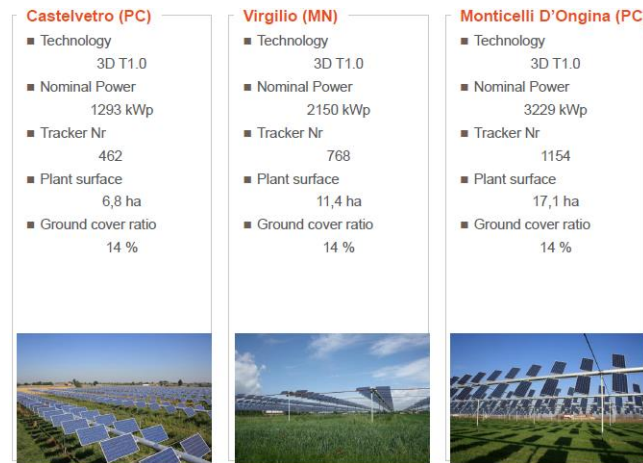 Castelvetro (PC)
■ Technology
3D T1.0
■ Nominal Power
1293 kWp
■ Tracker Nr
462
■ Plant surface
6,8 ha
■ Ground cover ratio
14 %
Virgilio (MN)
■ Technology
3D T1.0
■ Nominal Power
2150 kWp
■ Tracker Nr
768
■ Plant surface
11,4 ha
■ Ground cover ratio
14 %
Monticelli D'Ongina (PC
■ Technology
3D T1.0
■ Nominal Power
3229 kWp
■ Tracker Nr
1154
■ Plant surface
17,1 ha
■ Ground cover ratio
14 %